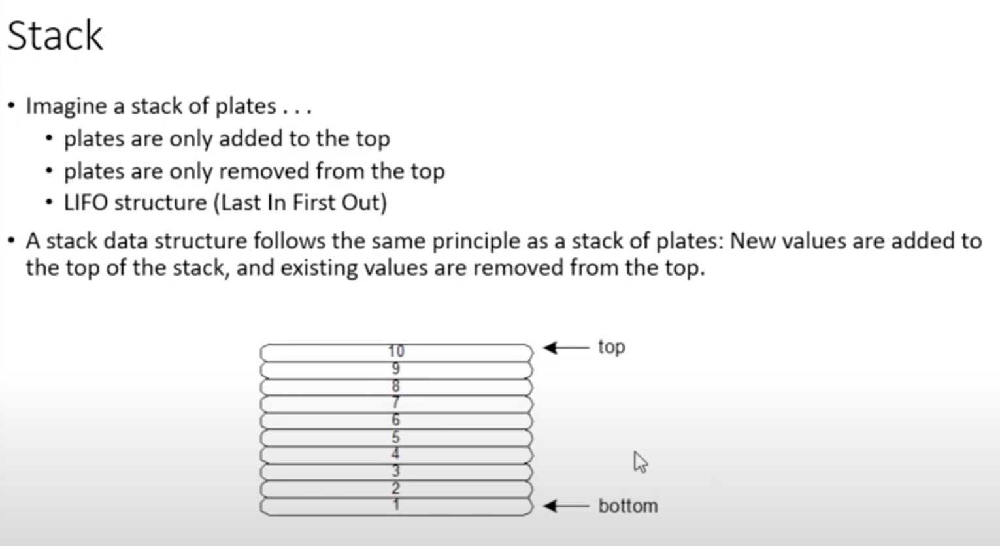 Stack
• Imagine a stack of plates . . .
• plates are only added to the top
• plates are only removed from the top
• LIFO structure (Last In First Out)
• A stack data structure follows the same principle as a stack of plates: New values are added to
the top of the stack, and existing values are removed from the top.
10
top
9
8
7
6
5
4
3
2
1
bottom